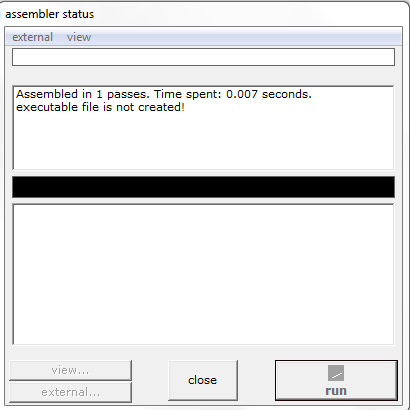 assembler status
external view
Assembled in 1 passes. Time spent: 0.007 seconds.
executable file is not created!
view...
external...
close
run